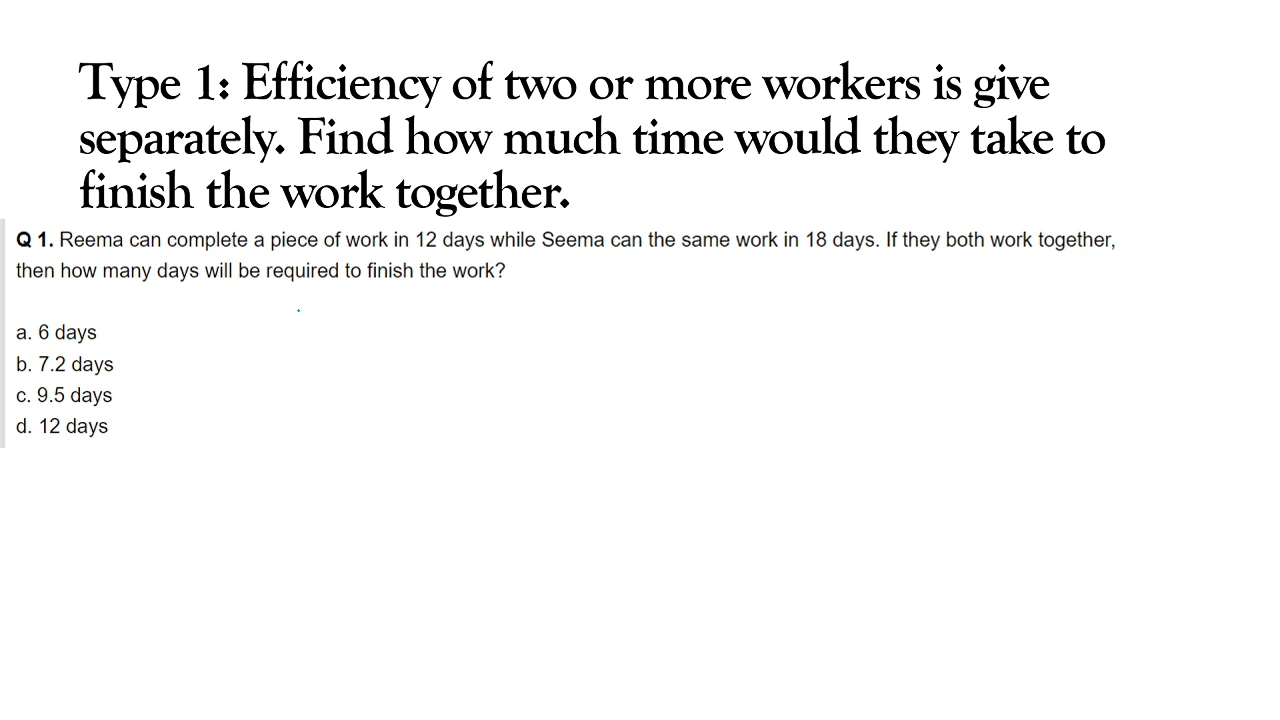 Type 1: Efficiency of two or more workers is give
separately. Find how much time would they take to
finish the work together.
Q 1. Reema can complete a piece of work in 12 days while Seema can the same work in 18 days. If they both work together,
then how many days will be required to finish the work?
a. 6 days
b. 7.2 days
c. 9.5 days
d. 12 days